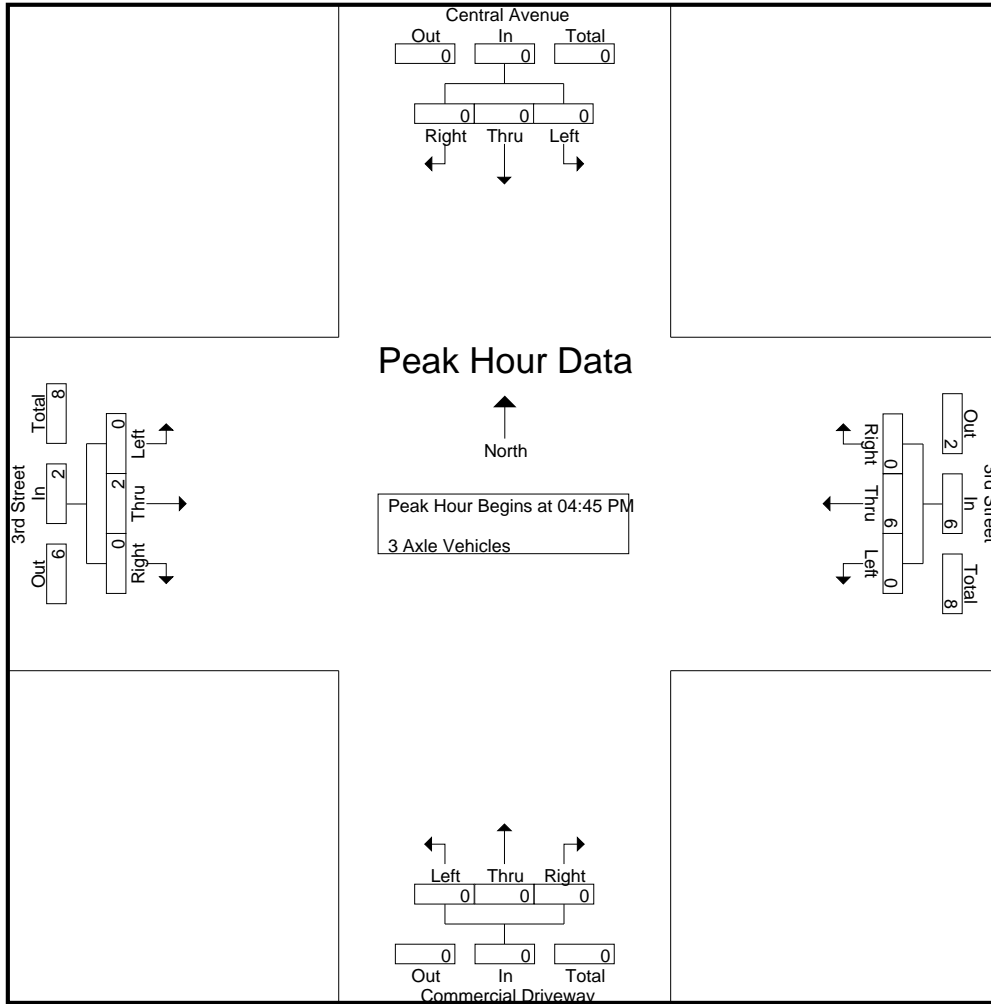 Central Avenue
Out In Total
0 0 0
0 0 0
Right Thru Left
Peak Hour Data
North
Peak Hour Begins at 04:45 PM
3 Axle Vehicles
3rd Street
Total In Out
8 2 6
0 2 0
Left Thru Right
3rd Street
Out In Total
2 6 8
0 6 0
Right Thru Left
Left Thru Right
0 0 0
0 0 0
Out In Total
Commercial Driveway